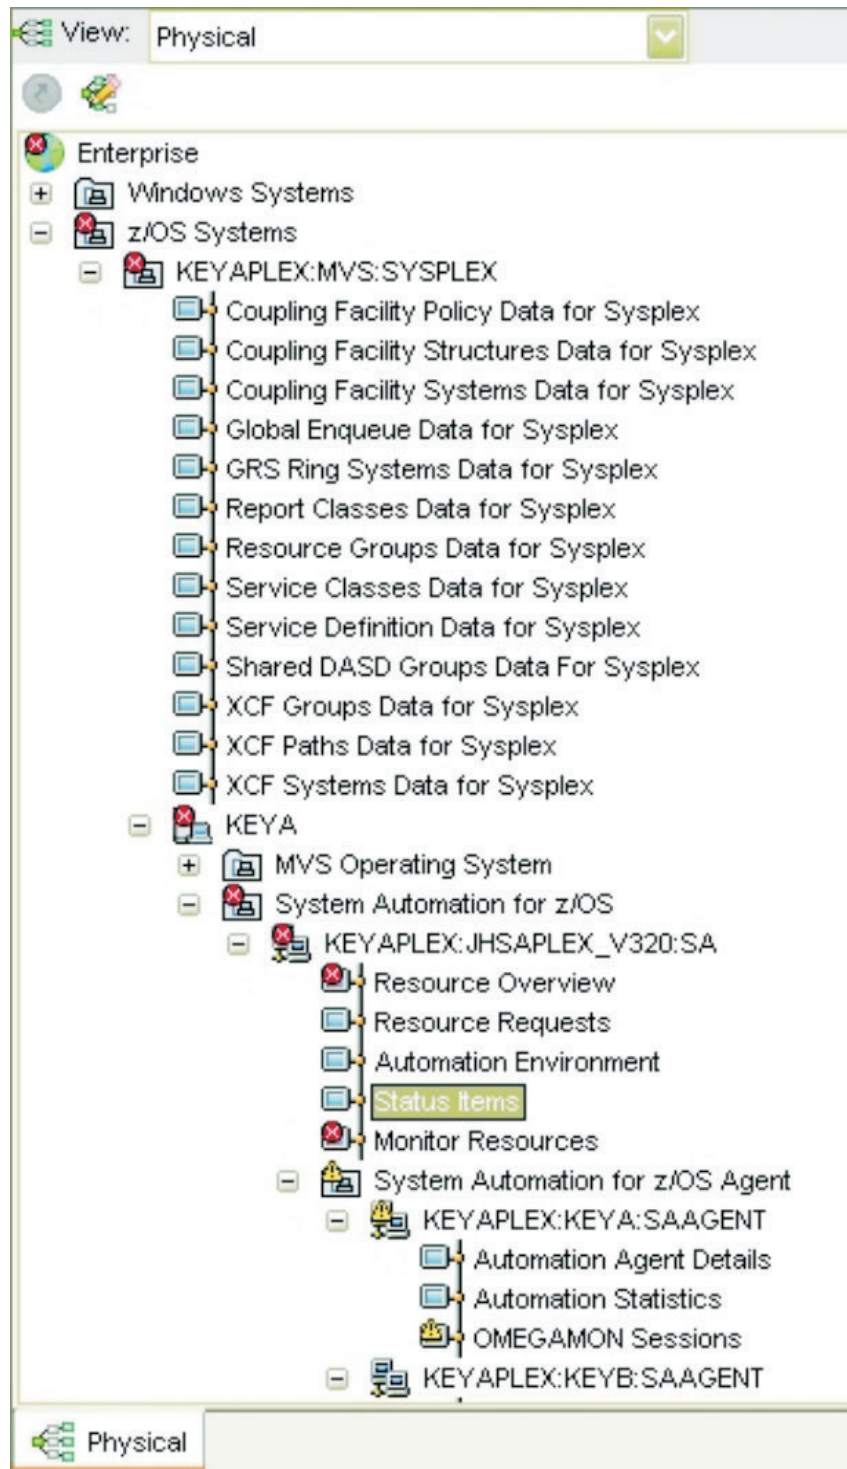 View: Physical
Enterprise
Windows Systems
z/OS Systems
KEYAPLEX:MVS:SYSPLEX
Coupling Facility Policy Data for Sysplex
Coupling Facility Structures Data for Sysplex
Coupling Facility Systems Data for Sysplex
Global Enqueue Data for Sysplex
GRS Ring Systems Data for Sysplex
Report Classes Data for Sysplex
Resource Groups Data for Sysplex
Service Classes Data for Sysplex
Service Definition Data for Sysplex
Shared DASD Groups Data For Sysplex
XCF Groups Data for Sysplex
XCF Paths Data for Sysplex
XCF Systems Data for Sysplex
KEYA
MVS Operating System
System Automation for z/OS
KEYAPLEX:JHSAPLEX_V320:SA
Resource Overview
Resource Requests
Automation Environment
Status Items
Monitor Resources
System Automation for z/OS Agent
KEYAPLEX:KEYA:SAAGENT
Automation Agent Details
Automation Statistics
OMEGAMON Sessions
KEYAPLEX:KEYB:SAAGENT
Physical